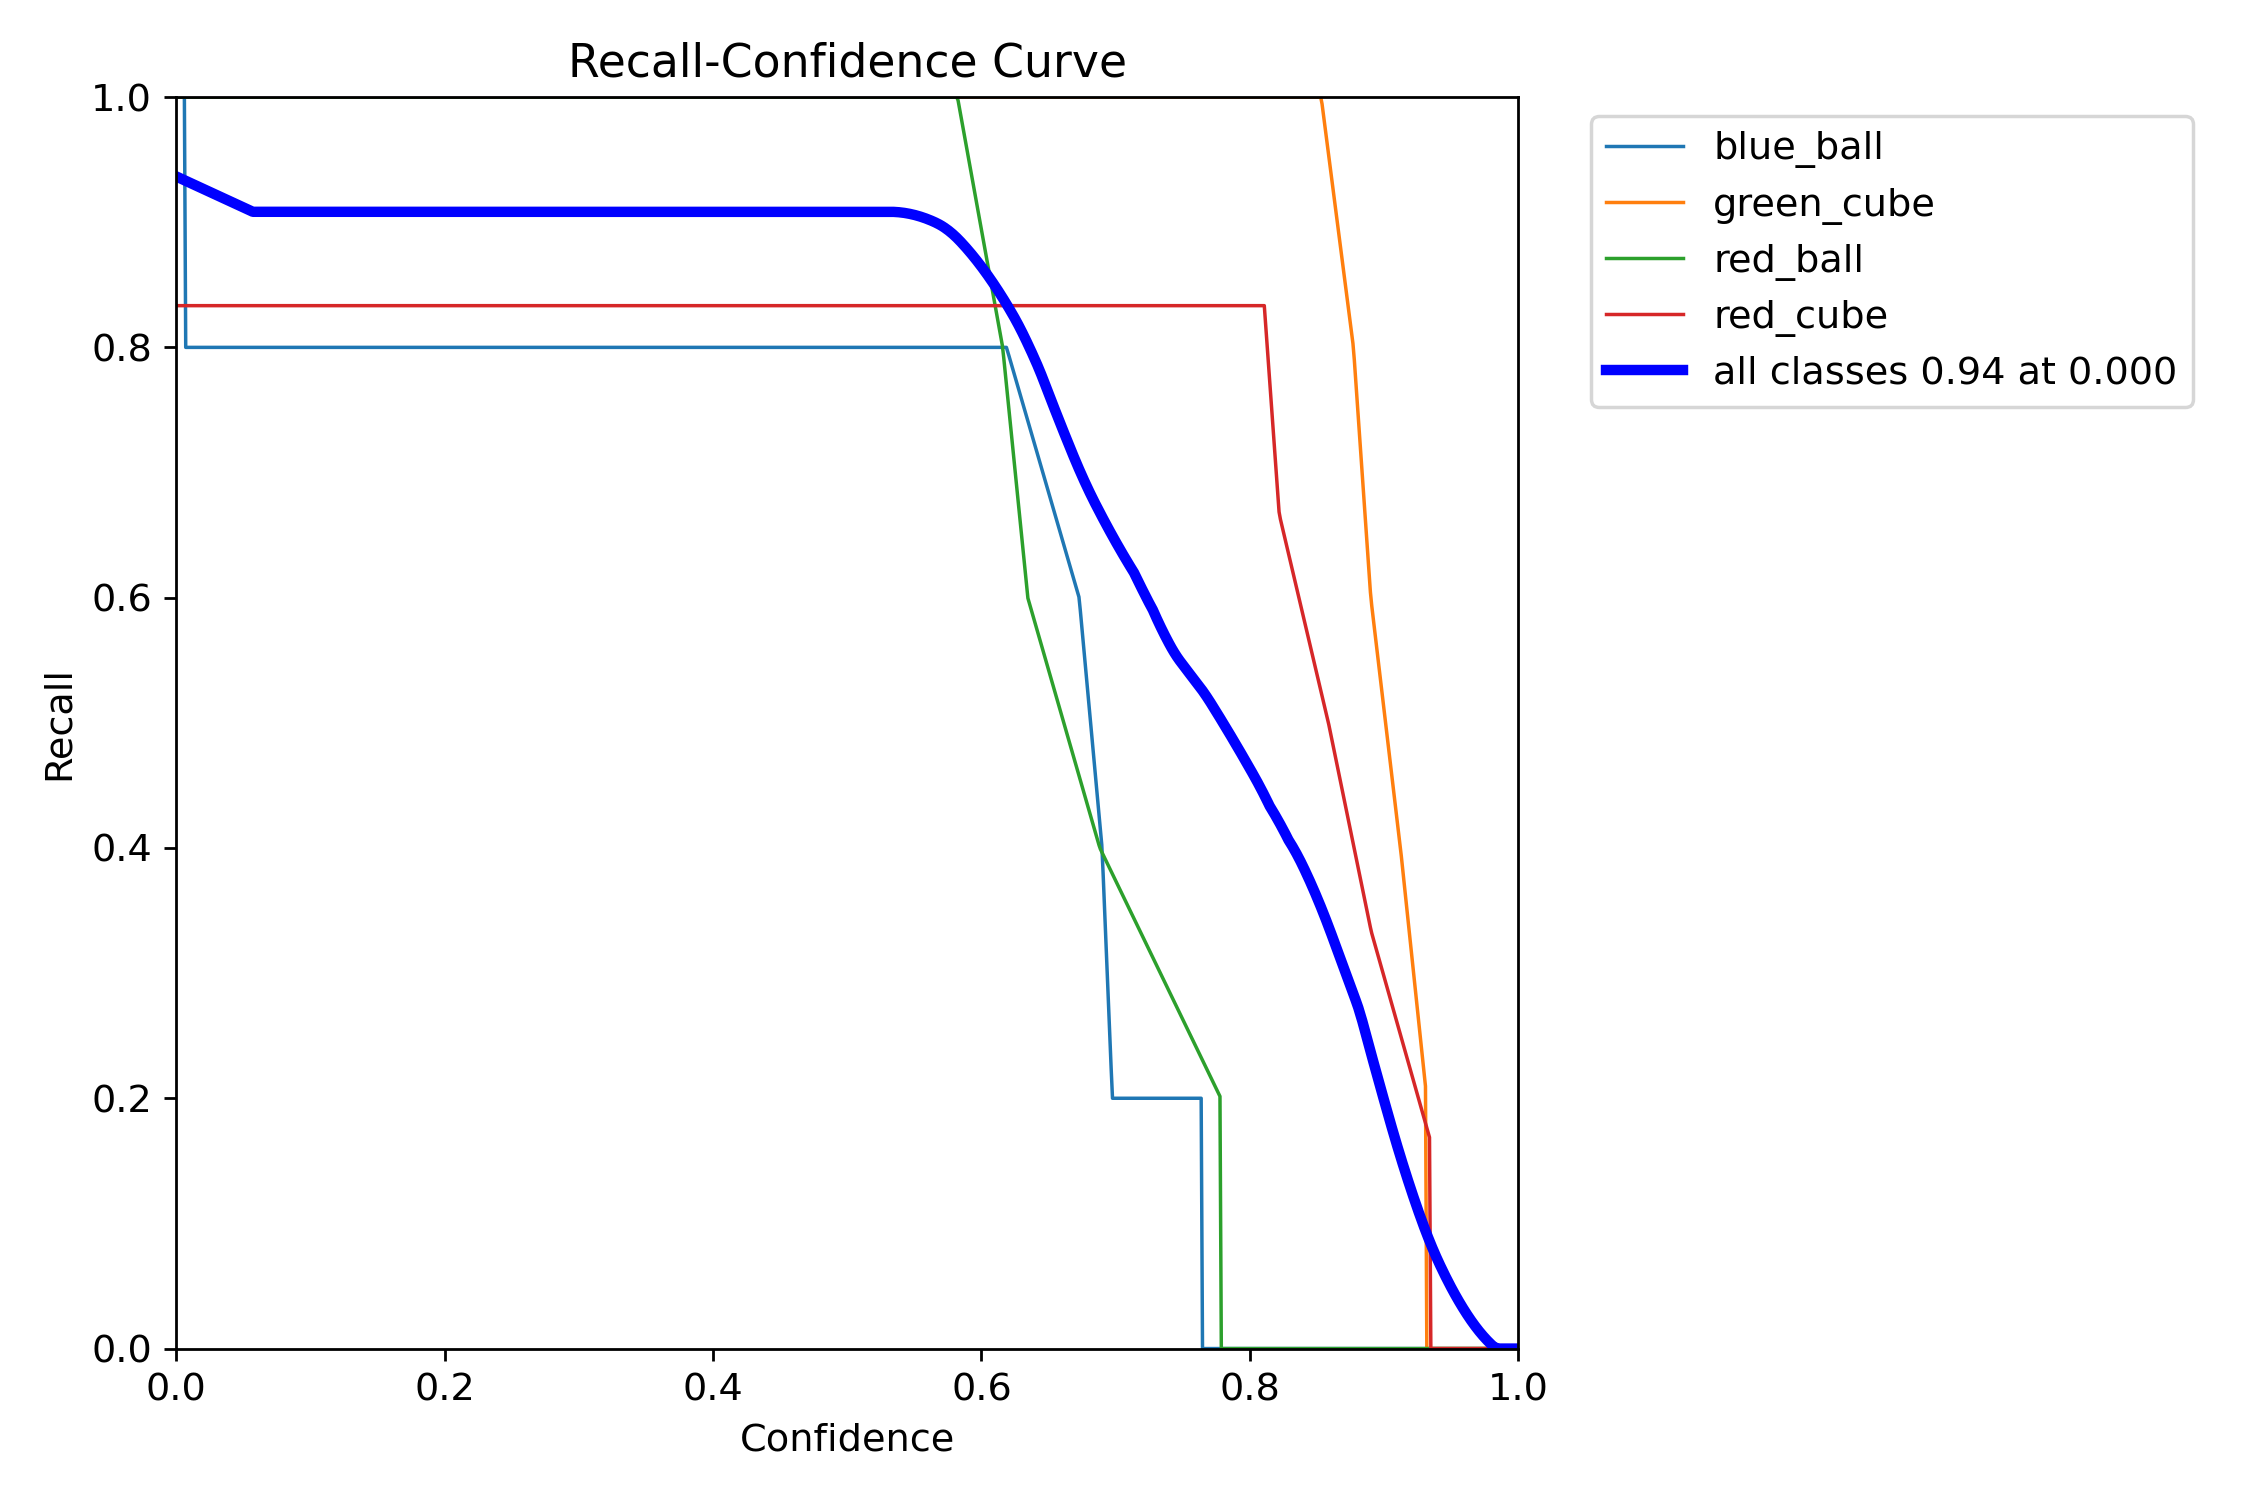 Recall-Confidence Curve
1.0
0.8
0.6
0.4
0.2
0.0
Recall
0.0 0.2 0.4 0.6 0.8 1.0
Confidence
blue_ball
green_cube
red_ball
red_cube
all classes 0.94 at 0.000